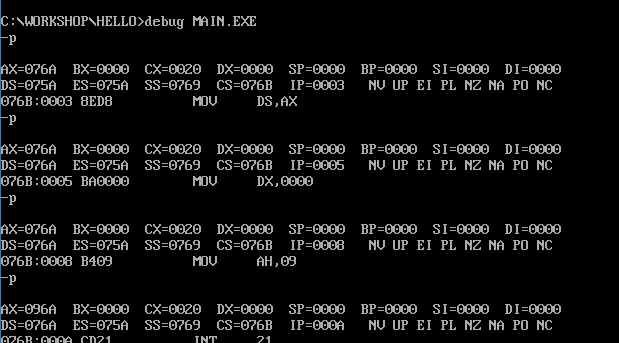 C:\WORKSHOP\HELLO>debug MAIN.EXE
-p
AX=076A  BX=0000  CX=0020  DX=0000  SP=0000  BP=0000  SI=0000  DI=0000
DS=075A  ES=075A  SS=0769  CS=076B  IP=0003   NV UP EI PL NZ NA PO NC
076B:0003 8ED8          MOV     DS,AX
-p
AX=076A  BX=0000  CX=0020  DX=0000  SP=0000  BP=0000  SI=0000  DI=0000
DS=076A  ES=075A  SS=0769  CS=076B  IP=0005   NV UP EI PL NZ NA PO NC
076B:0005 BA0000        MOV     DX,0000
-p
AX=076A  BX=0000  CX=0020  DX=0000  SP=0000  BP=0000  SI=0000  DI=0000
DS=076A  ES=075A  SS=0769  CS=076B  IP=0008   NV UP EI PL NZ NA PO NC
076B:0008 B409          MOV     AH,09
-p
AX=096A  BX=0000  CX=0020  DX=0000  SP=0000  BP=0000  SI=0000  DI=0000
DS=076A  ES=075A  SS=0769  CS=076B  IP=000A   NV UP EI PL NZ NA PO NC
076B:000A CD21          INT     21